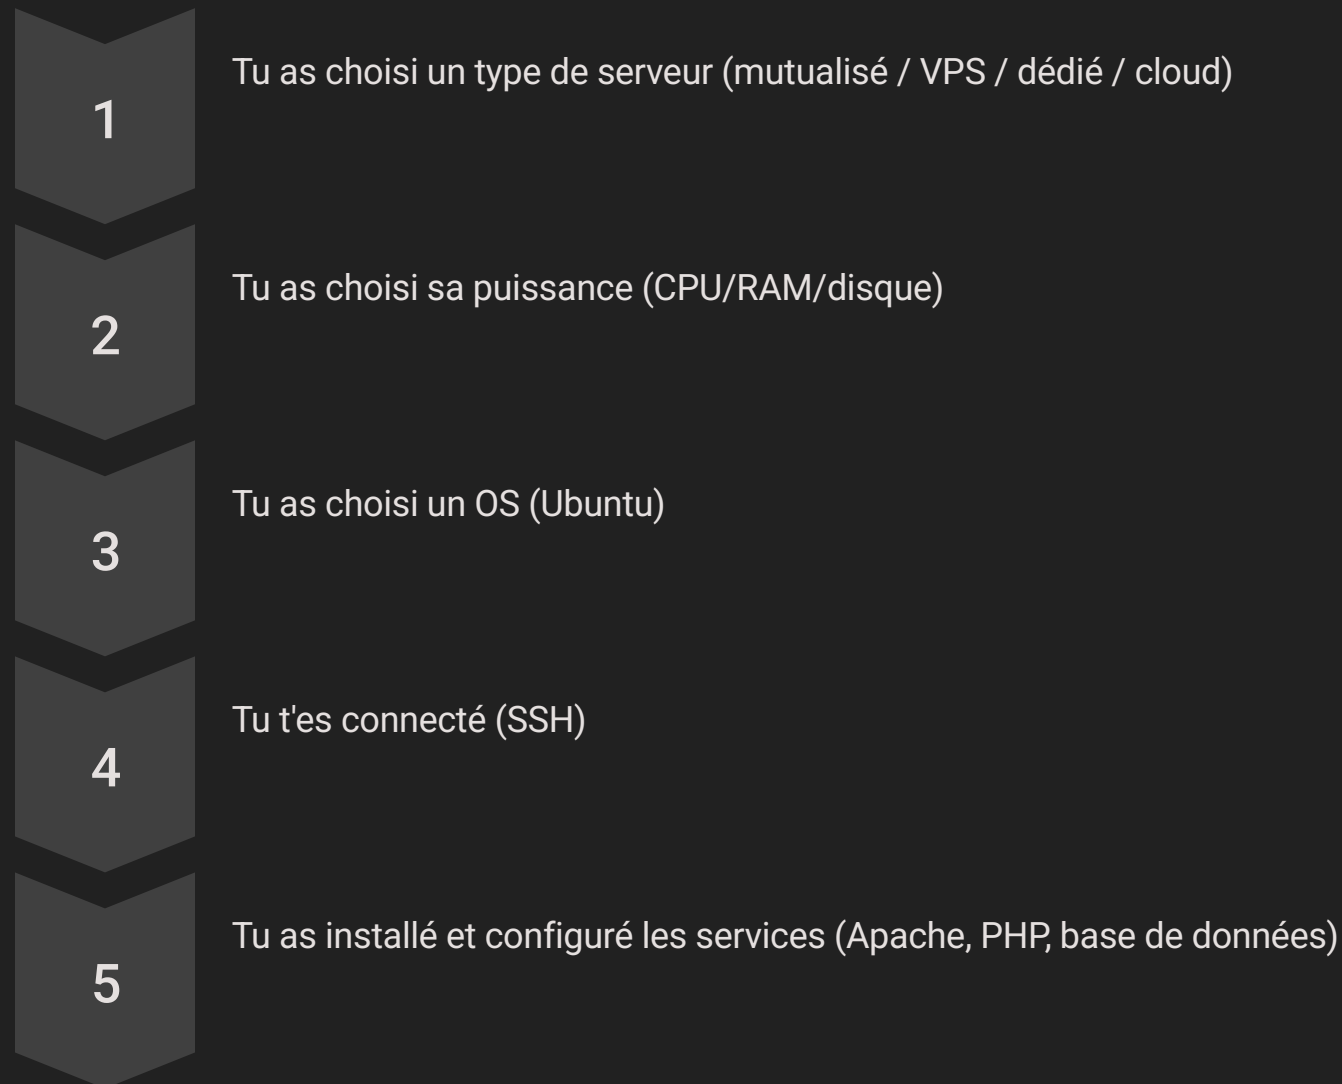 1
Tu as choisi un type de serveur (mutualisé / VPS / dédié / cloud)
2
Tu as choisi sa puissance (CPU/RAM/disque)
3
Tu as choisi un OS (Ubuntu)
4
Tu t'es connecté (SSH)
5
Tu as installé et configuré les services (Apache, PHP, base de données)